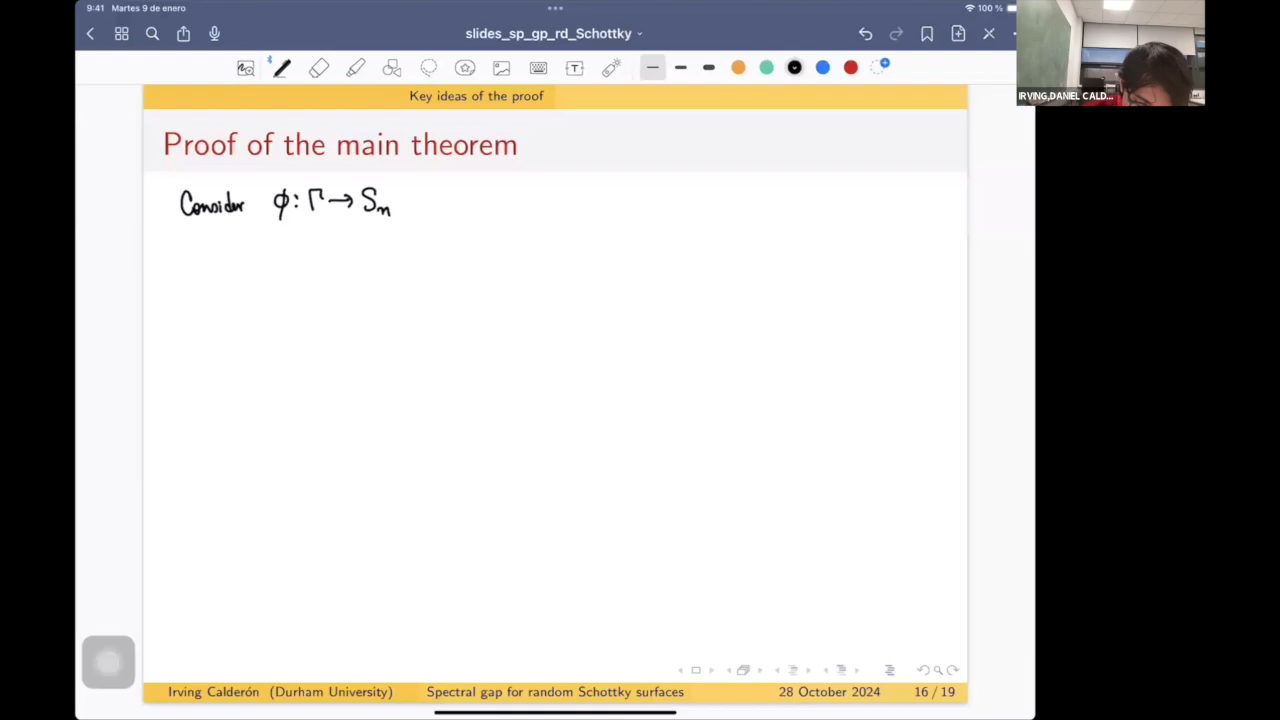 9:41 Martes 9 de enero
100 %
slides_sp_gp_rd_Schottky
IRVING,DANIEL CALD...
Key ideas of the proof
Proof of the main theorem
Consider ϕ: Γ → Sn
Irving Calderón (Durham University) Spectral gap for random Schottky surfaces 28 October 2024 16 / 19